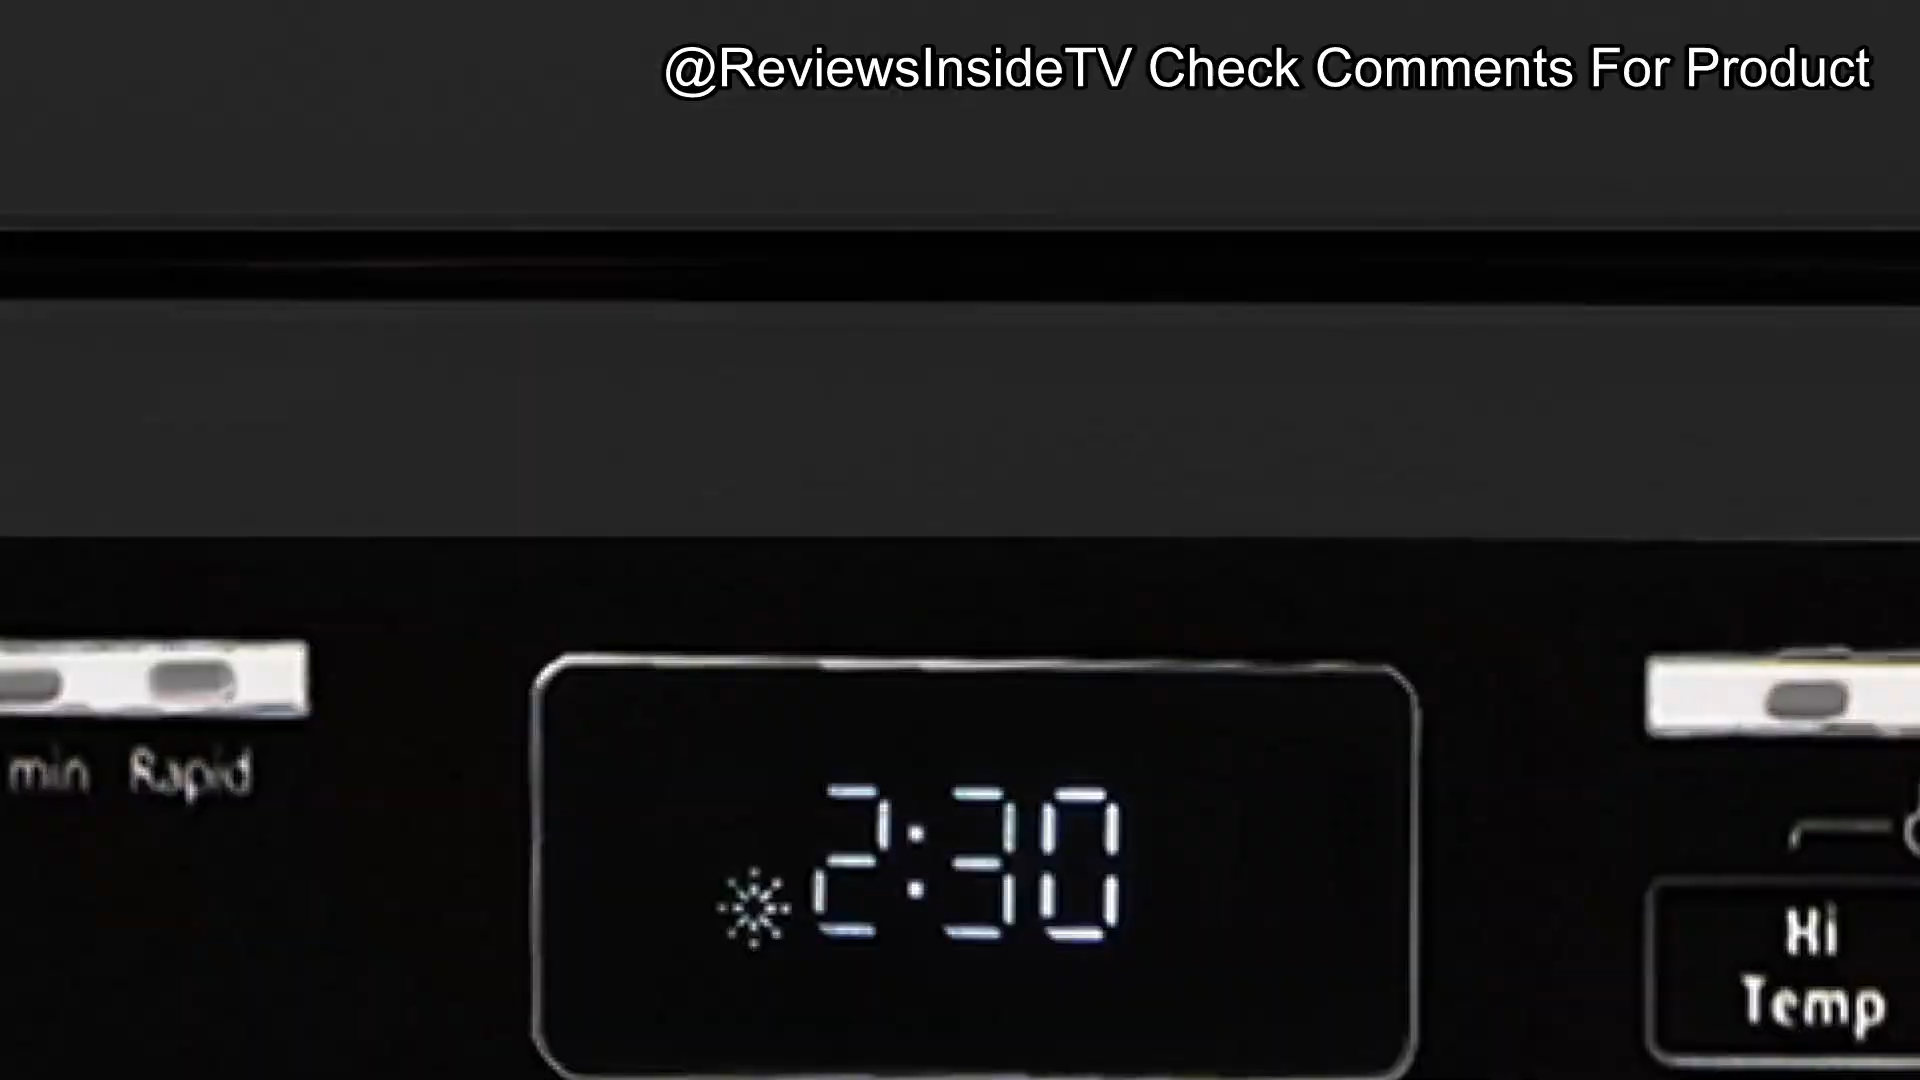 @ReviewsInsideTV Check Comments For Product
min Rapid
2:30
Hi
Temp